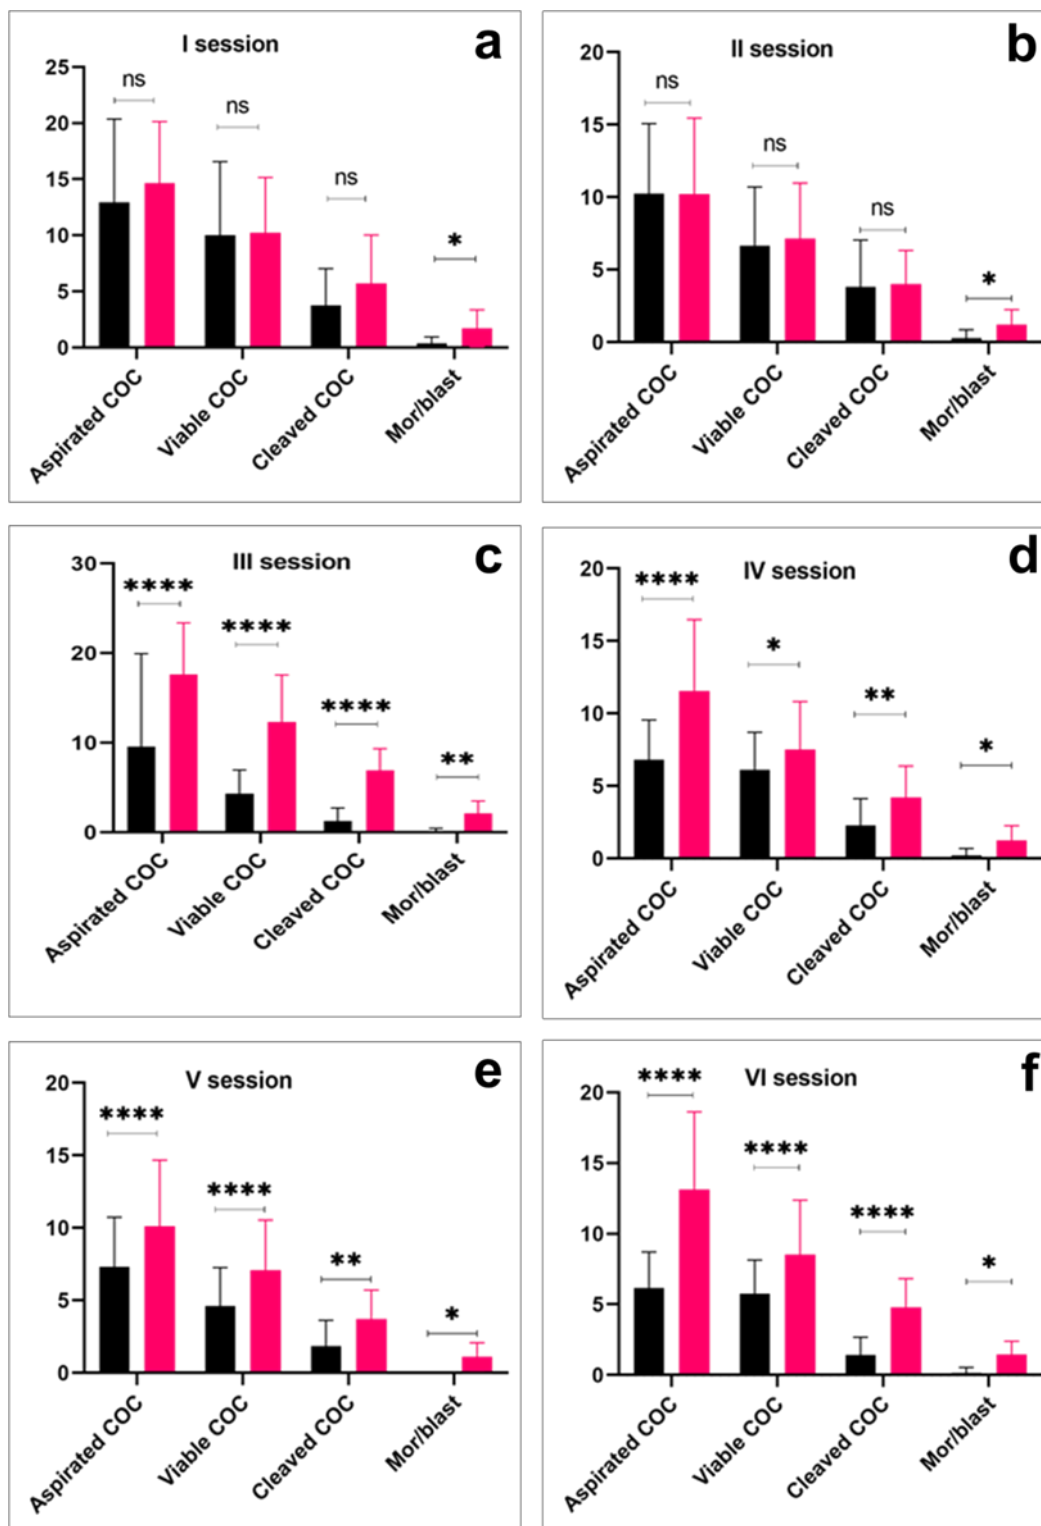 I session
a
25
20
15
10
5
0
ns
ns
ns
*
Aspirated COC
Viable COC
Cleaved COC
Mor/blast
II session
b
20
15
10
5
0
ns
ns
ns
*
Aspirated COC
Viable COC
Cleaved COC
Mor/blast
III session
c
30
20
10
0
****
****
****
**
Aspirated COC
Viable COC
Cleaved COC
Mor/blast
IV session
d
20
15
10
5
0
****
*
**
*
Aspirated COC
Viable COC
Cleaved COC
Mor/blast
V session
e
20
15
10
5
0
****
****
**
*
Aspirated COC
Viable COC
Cleaved COC
Mor/blast
VI session
f
20
15
10
5
0
****
****
****
*
Aspirated COC
Viable COC
Cleaved COC
Mor/blast